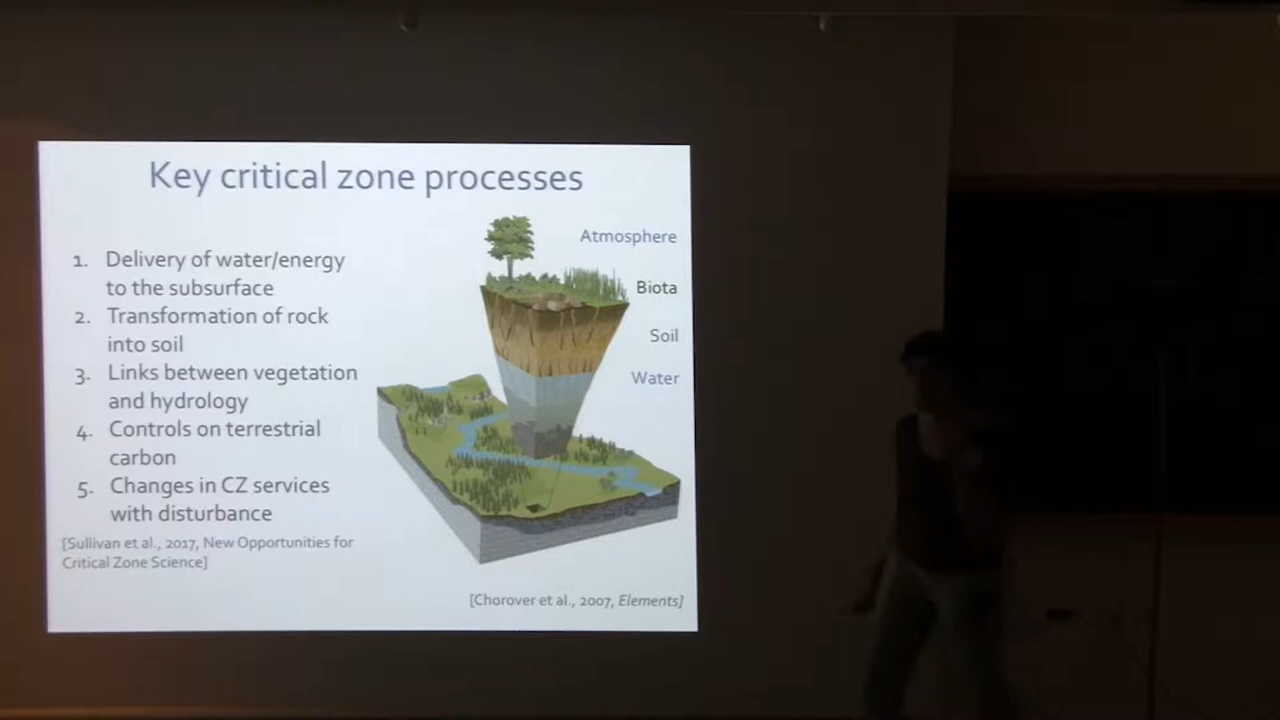 Key critical zone processes
1. Delivery of water/energy
to the subsurface
2. Transformation of rock
into soil
3. Links between vegetation
and hydrology
4. Controls on terrestrial
carbon
5. Changes in CZ services
with disturbance
[Sullivan et al., 2017, New Opportunities for
Critical Zone Science]
Atmosphere
Biota
Soil
Water
[Chorover et al., 2007, Elements]